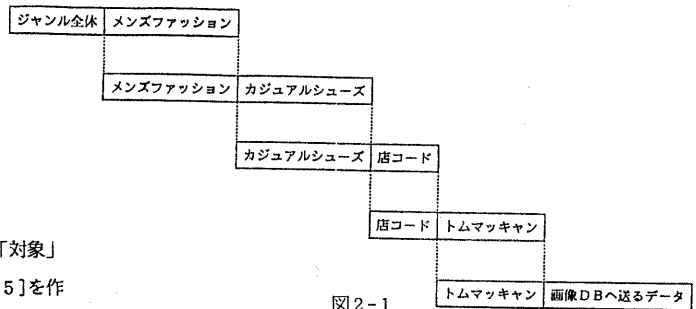 ジャンル全休 メンズファッション
メンズファッション カジュアルシューズ
カジュアルシューズ 店コード
店コード トムマッキャン
「対象」
トムマッキャン 画像DBへ送るデータ
5]を作
図2-1